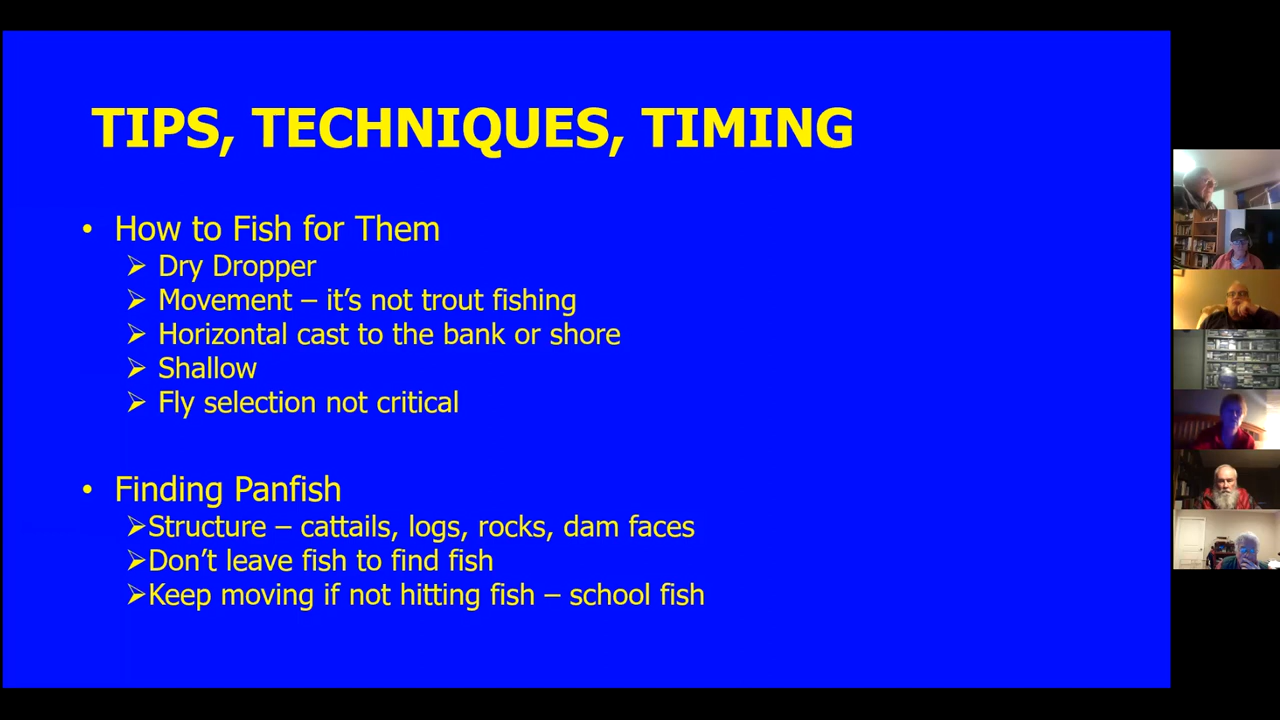 TIPS, TECHNIQUES, TIMING
• How to Fish for Them
➢ Dry Dropper
➢ Movement – it’s not trout fishing
➢ Horizontal cast to the bank or shore
➢ Shallow
➢ Fly selection not critical
• Finding Panfish
➢Structure – cattails, logs, rocks, dam faces
➢Don’t leave fish to find fish
➢Keep moving if not hitting fish – school fish